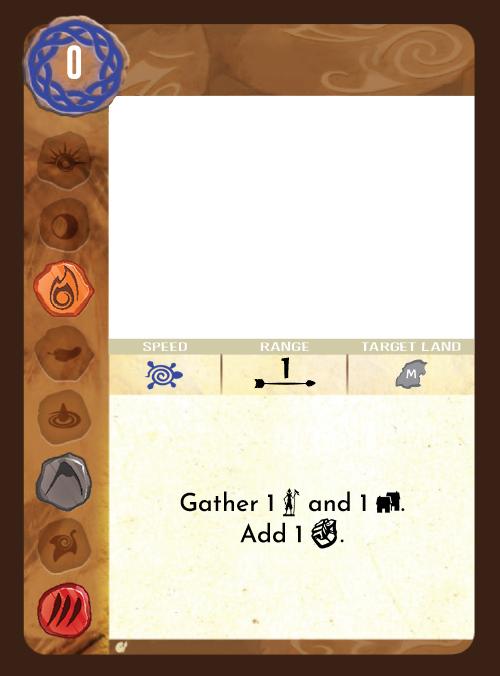 0
SPEED RANGE TARGET LAND
1 M
Gather 1 and 1 .
Add 1 .